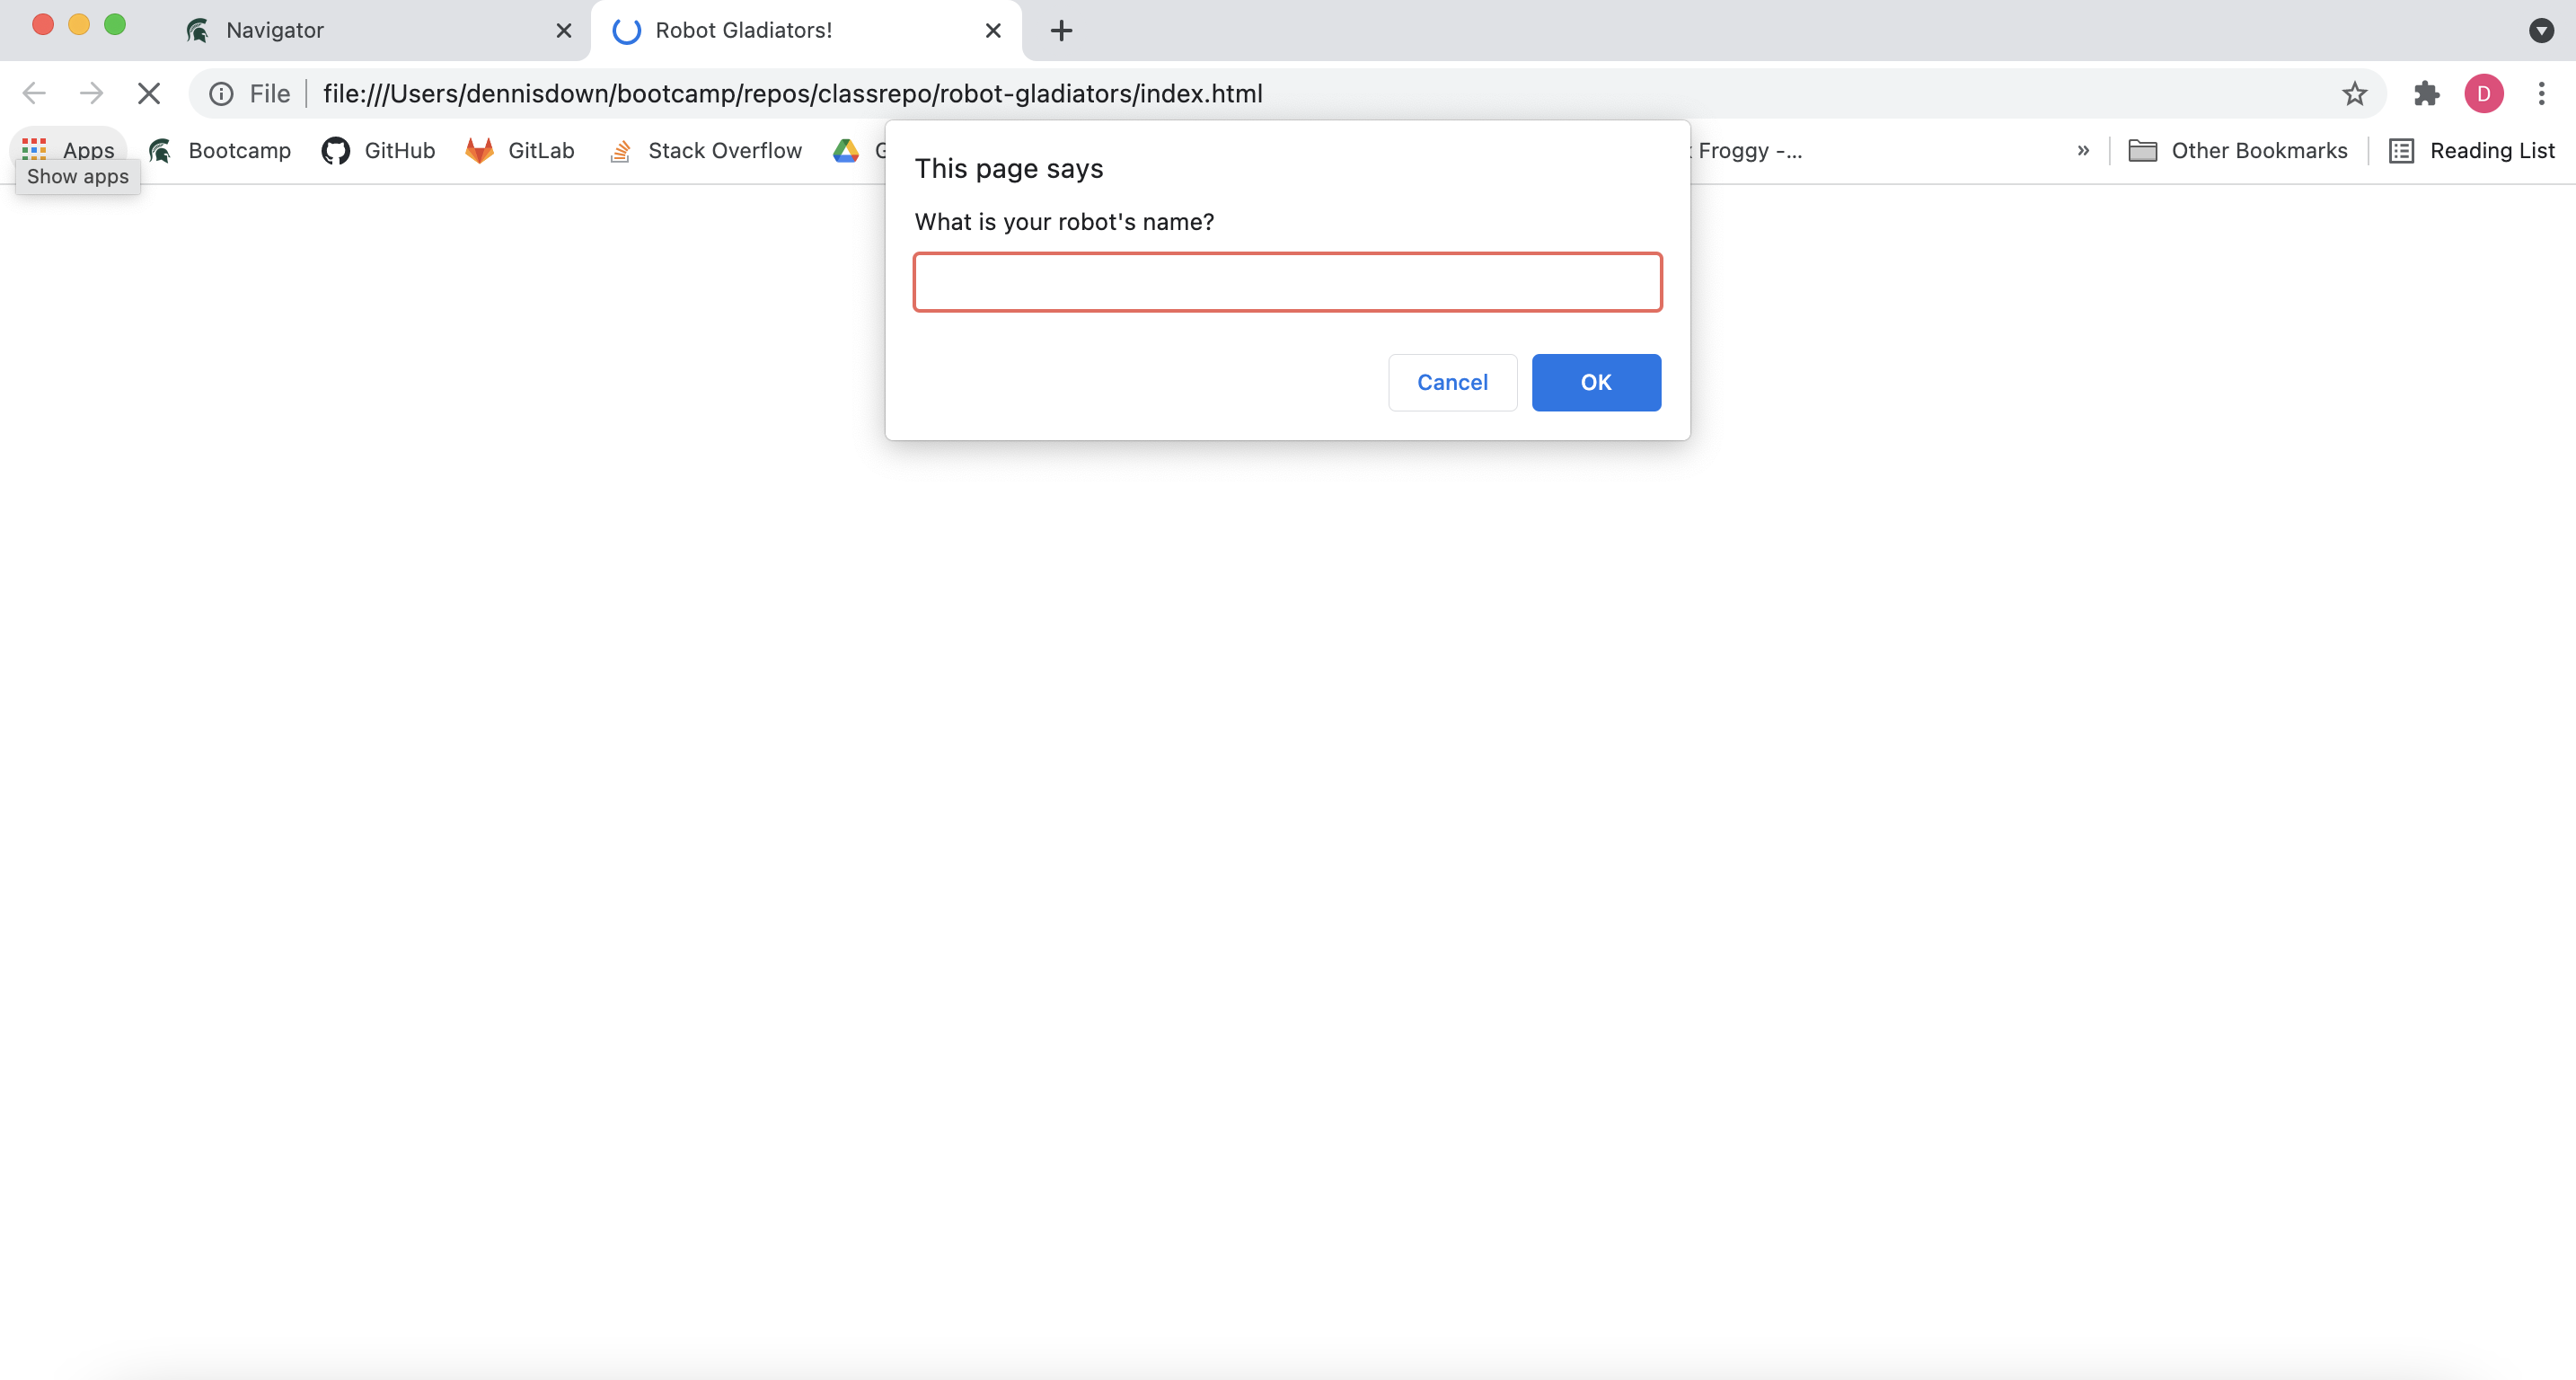 Navigator
Robot Gladiators!
File
file:///Users/dennisdown/bootcamp/repos/classrepo/robot-gladiators/index.html
D
Apps
Bootcamp
GitHub
GitLab
Stack Overflow
Froggy -...
»
Other Bookmarks
Reading List
Show apps
This page says
What is your robot's name?
Cancel
OK